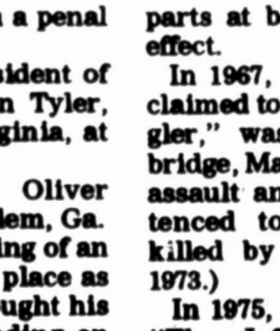 a penal
sident of
n Tyler,
ginia, at
Oliver
lem, Ga.
ing of an
place as
ught his
parts at b
effect.
In 1967,
claimed to
gler," wa
bridge, Ma
assault an
tenced to
killed by
1973.)
In 1975,